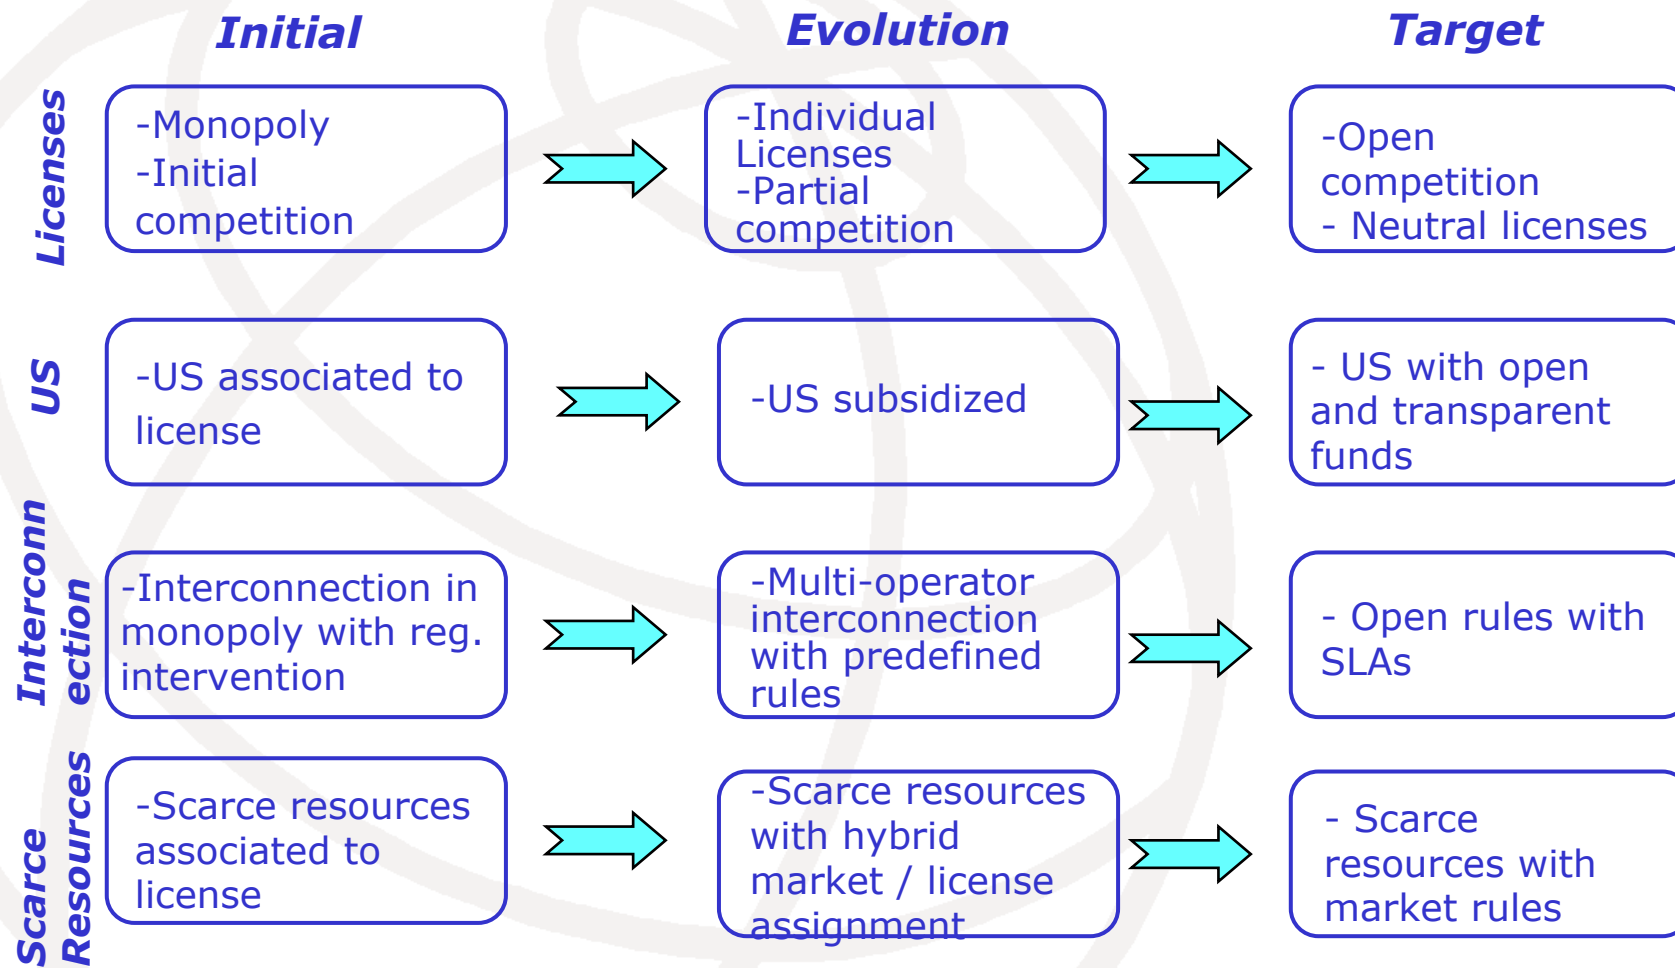 Initial
Evolution
Target
Licenses
-Monopoly
-Initial
competition
-Individual
Licenses
-Partial
competition
-Open
competition
- Neutral licenses
US
-US associated to
license
-US subsidized
- US with open
and transparent
funds
Interconn
ection
-Interconnection in
monopoly with reg.
intervention
-Multi-operator
interconnection
with predefined
rules
- Open rules with
SLAs
Scarce
Resources
-Scarce resources
associated to
license
-Scarce resources
with hybrid
market / license
assignment
- Scarce
resources with
market rules